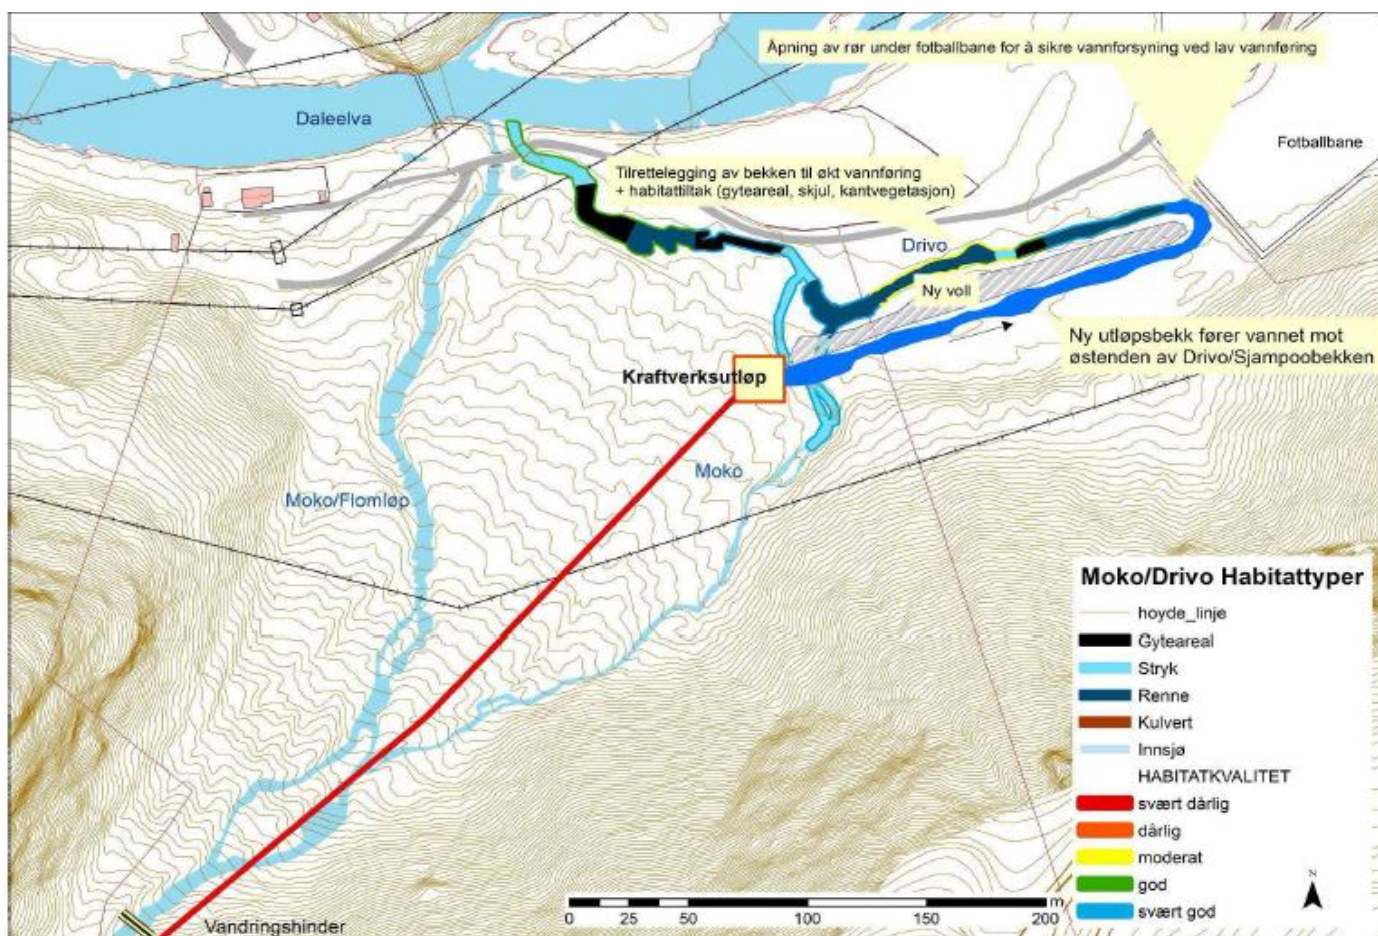 Åpning av rør under fotballbane for å sikre vannforsyning ved lav vannføring
Daleelva
Fotballbane
Tilrettelegging av bekken til økt vannføring
+ habitattiltak (gyteareal, skjul, kantvegetasjon)
Drivo
Ny voll
Ny utløpsbekk fører vannet mot
østenden av Drivo/Sjampoobekken
Kraftverksutløp
Moko
Moko/Flomløp
Moko/Drivo Habitattyper
hoyde_linje
Gyteareal
Stryk
Renne
Kulvert
Innsjø
HABITATKVALITET
svært dårlig
dårlig
moderat
god
svært god
N
m
0 25 50 100 150 200
Vandringshinder